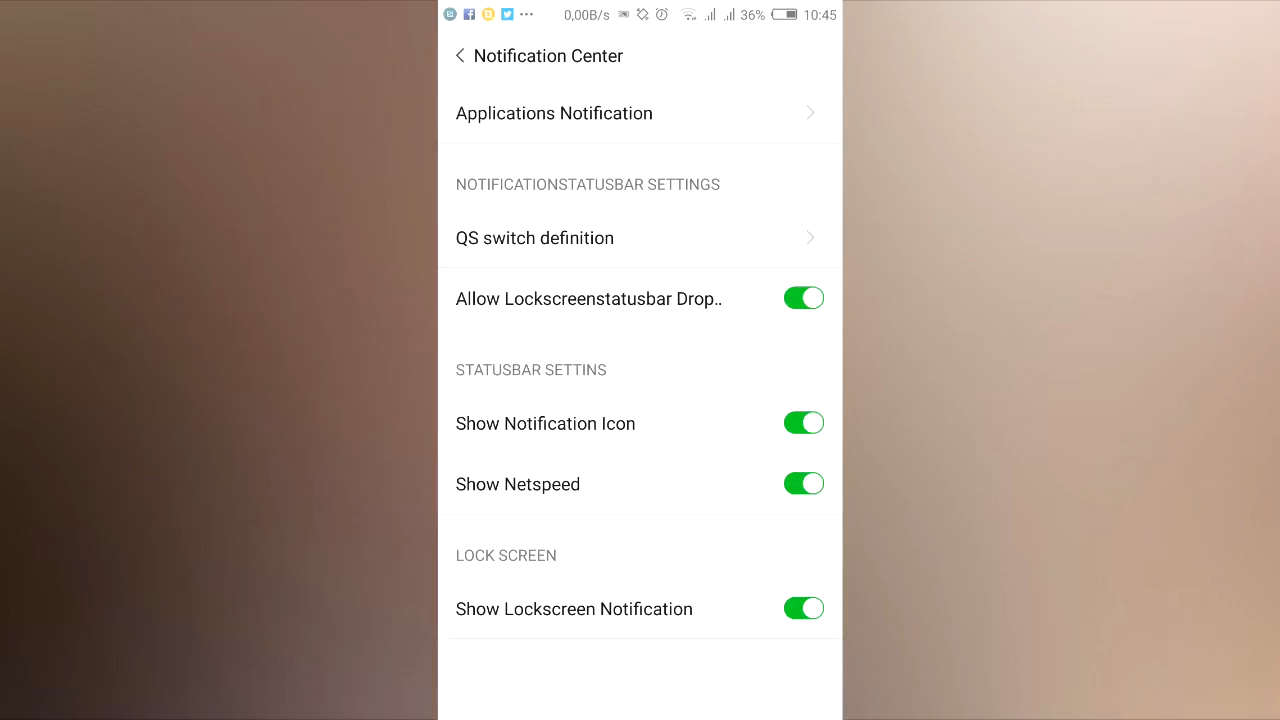 0,00B/s 36% 10:45
Notification Center
Applications Notification
NOTIFICATIONSTATUSBAR SETTINGS
QS switch definition
Allow Lockscreenstatusbar Drop..
STATUSBAR SETTINS
Show Notification Icon
Show Netspeed
LOCK SCREEN
Show Lockscreen Notification